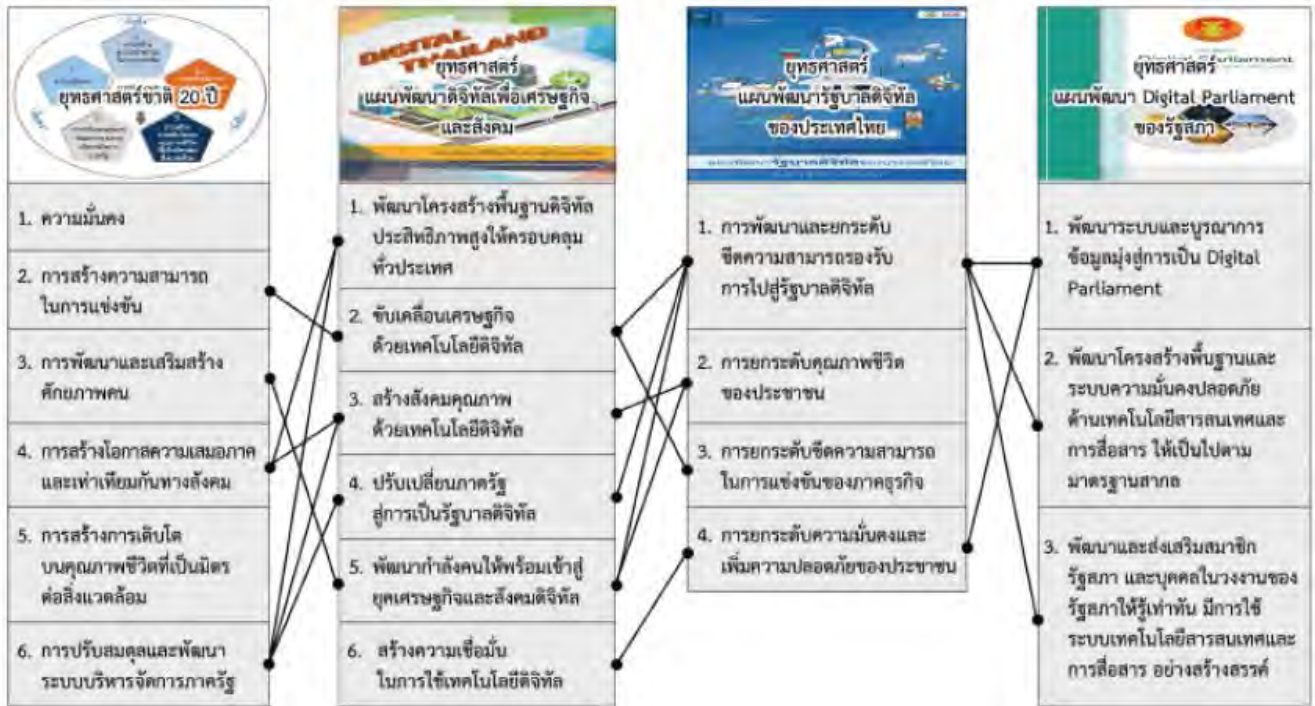 ยุทธศาสตร์ชาติ 20 ปี
1. ความมั่นคง
2. การสร้างความสามารถ
ในการแข่งขัน
3. การพัฒนาและเสริมสร้าง
ศักยภาพคน
4. การสร้างโอกาสความเสมอภาค
และเท่าเทียมกันทางสังคม
5. การสร้างการเติบโต
บนคุณภาพชีวิตที่เป็นมิตร
ต่อสิ่งแวดล้อม
6. การปรับสมดุลและพัฒนา
ระบบบริหารจัดการภาครัฐ
DIGITAL
THAILAND
ยุทธศาสตร์
แผนพัฒนาดิจิทัลเพื่อเศรษฐกิจ
และสังคม
1. พัฒนาโครงสร้างพื้นฐานดิจิทัล
ประสิทธิภาพสูงให้ครอบคลุม
ทั่วประเทศ
2. ขับเคลื่อนเศรษฐกิจ
ด้วยเทคโนโลยีดิจิทัล
3. สร้างสังคมคุณภาพ
ด้วยเทคโนโลยีดิจิทัล
4. ปรับเปลี่ยนภาครัฐ
สู่การเป็นรัฐบาลดิจิทัล
5. พัฒนากำลังคนให้พร้อมเข้าสู่
ยุคเศรษฐกิจและสังคมดิจิทัล
6. สร้างความเชื่อมั่น
ในการใช้เทคโนโลยีดิจิทัล
ยุทธศาสตร์
แผนพัฒนารัฐบาลดิจิทัล
ของประเทศไทย
1. การพัฒนาและยกระดับ
ขีดความสามารถรองรับ
การไปสู่รัฐบาลดิจิทัล
2. การยกระดับคุณภาพชีวิต
ของประชาชน
3. การยกระดับขีดความสามารถ
ในการแข่งขันของภาคธุรกิจ
4. การยกระดับความมั่นคงและ
เพิ่มความปลอดภัยของประชาชน
Digital Parliament
ยุทธศาสตร์
แผนพัฒนา Digital Parliament
ของรัฐสภา
1. พัฒนาระบบและบูรณาการ
ข้อมูลมุ่งสู่การเป็น Digital
Parliament
2. พัฒนาโครงสร้างพื้นฐานและ
ระบบความมั่นคงปลอดภัย
ด้านเทคโนโลยีสารสนเทศและ
การสื่อสาร ให้เป็นไปตาม
มาตรฐานสากล
3. พัฒนาและส่งเสริมสมาชิก
รัฐสภา และบุคคลในวงงานของ
รัฐสภาให้รู้เท่าทัน มีการใช้
ระบบเทคโนโลยีสารสนเทศและ
การสื่อสาร อย่างสร้างสรรค์